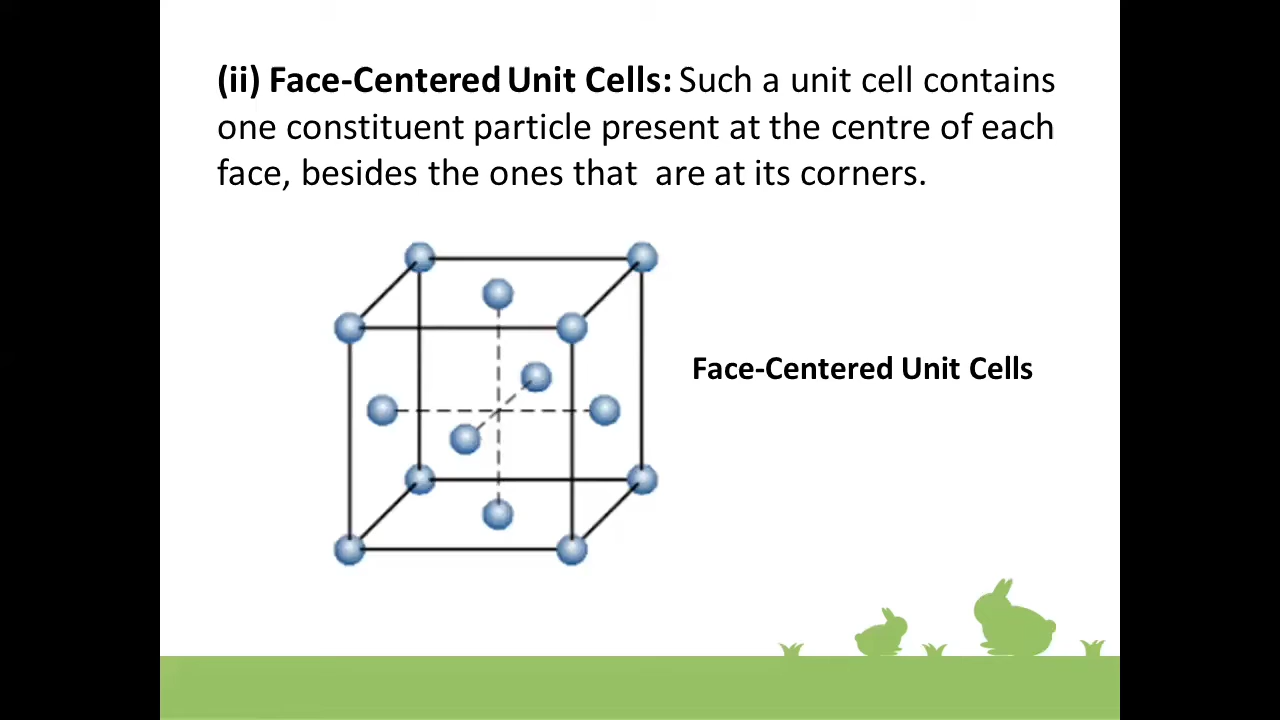 (ii) Face-Centered Unit Cells: Such a unit cell contains
one constituent particle present at the centre of each
face, besides the ones that are at its corners.
Face-Centered Unit Cells